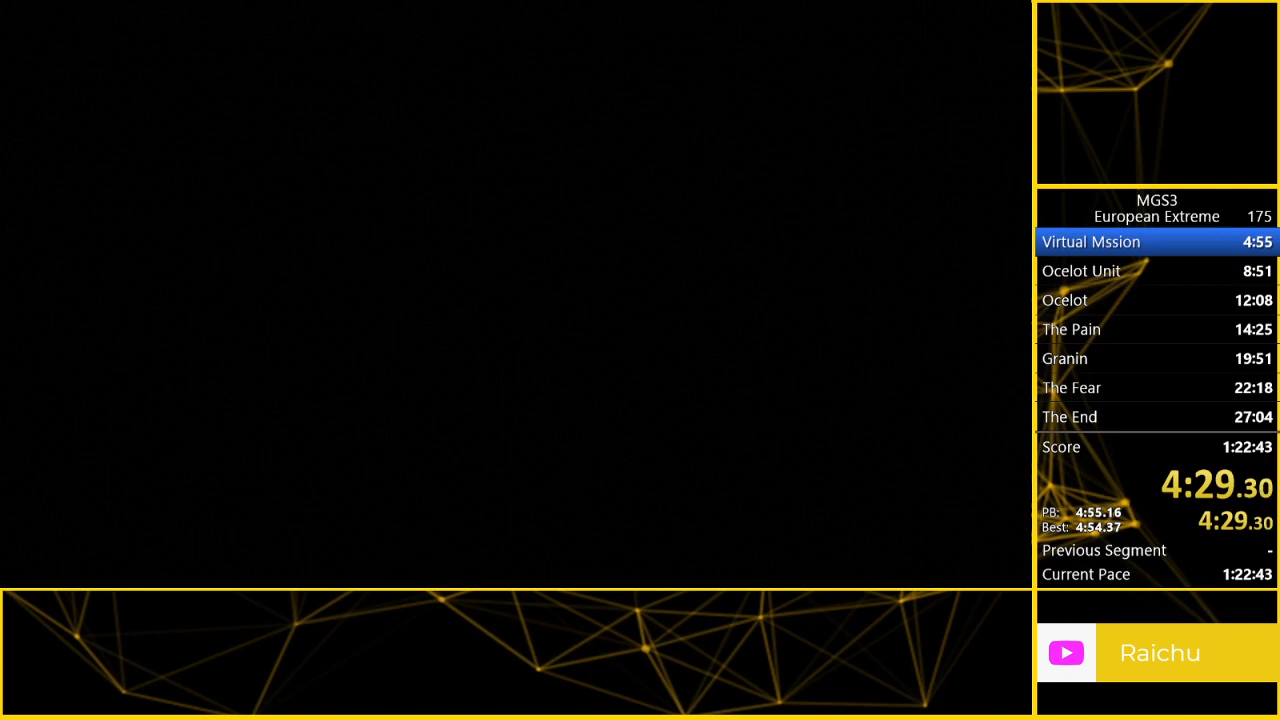 MGS3
European Extreme 175
Virtual Mssion 4:55
Ocelot Unit 8:51
Ocelot 12:08
The Pain 14:25
Granin 19:51
The Fear 22:18
The End 27:04
Score 1:22:43
4:29.30
PB: 4:55.16
Best: 4:54.37
4:29.30
Previous Segment -
Current Pace 1:22:43
Raichu